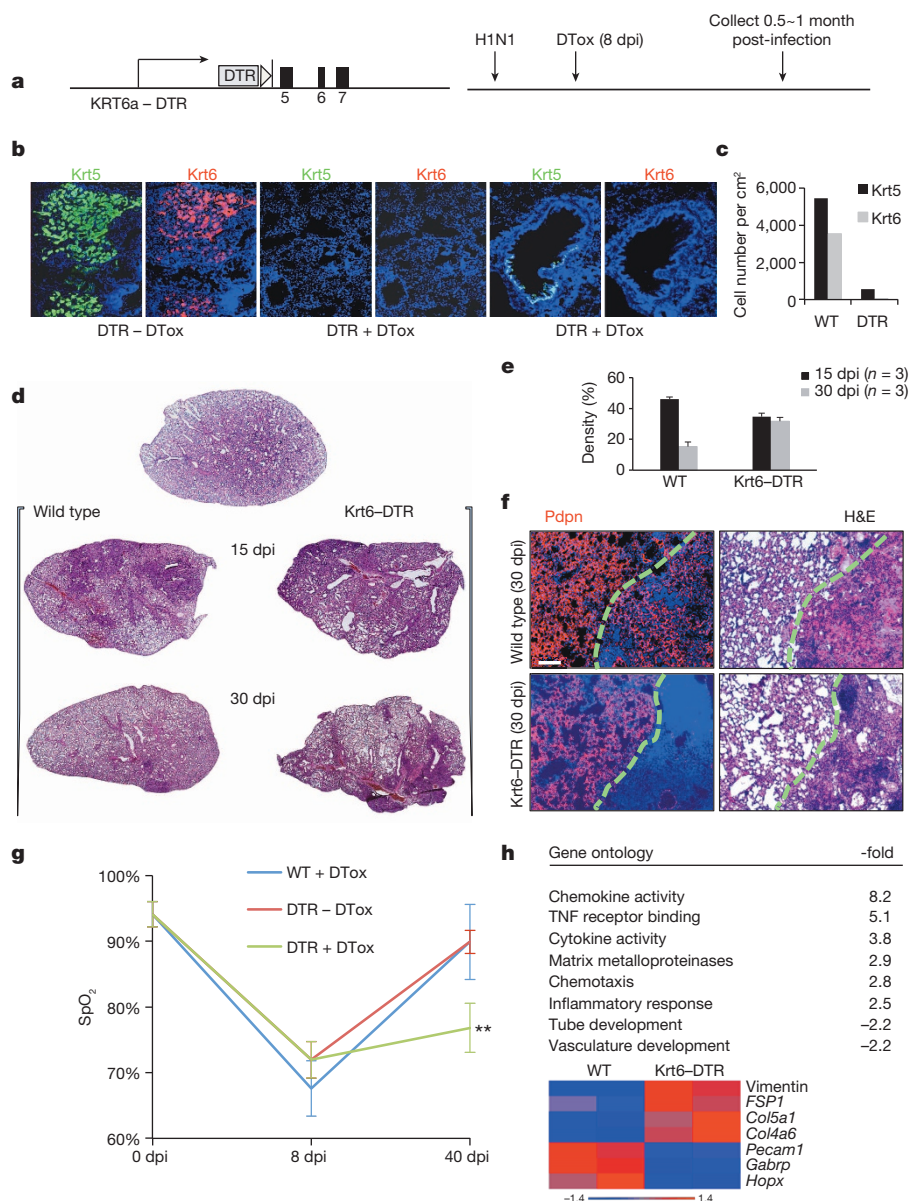 a
KRT6a – DTR
DTR
5 6 7
H1N1
DTox (8 dpi)
Collect 0.5~1 month
post-infection
b
Krt5 Krt6 Krt5 Krt6 Krt5 Krt6
DTR – DTox DTR + DTox DTR + DTox
c
Cell number per cm²
6,000
4,000
2,000
0
Krt5
Krt6
WT DTR
d
Wild type Krt6–DTR
15 dpi
30 dpi
e
15 dpi (n = 3)
30 dpi (n = 3)
Density (%)
60
40
20
0
WT Krt6–DTR
f
Pdpn H&E
Wild type (30 dpi)
Krt6–DTR (30 dpi)
g
SpO₂
100%
90%
80%
70%
60%
WT + DTox
DTR – DTox
DTR + DTox
**
0 dpi 8 dpi 40 dpi
h
Gene ontology -fold
Chemokine activity 8.2
TNF receptor binding 5.1
Cytokine activity 3.8
Matrix metalloproteinases 2.9
Chemotaxis 2.8
Inflammatory response 2.5
Tube development –2.2
Vasculature development –2.2
WT Krt6–DTR
Vimentin
FSP1
Col5a1
Col4a6
Pecam1
Gabrp
Hopx
–1.4 1.4